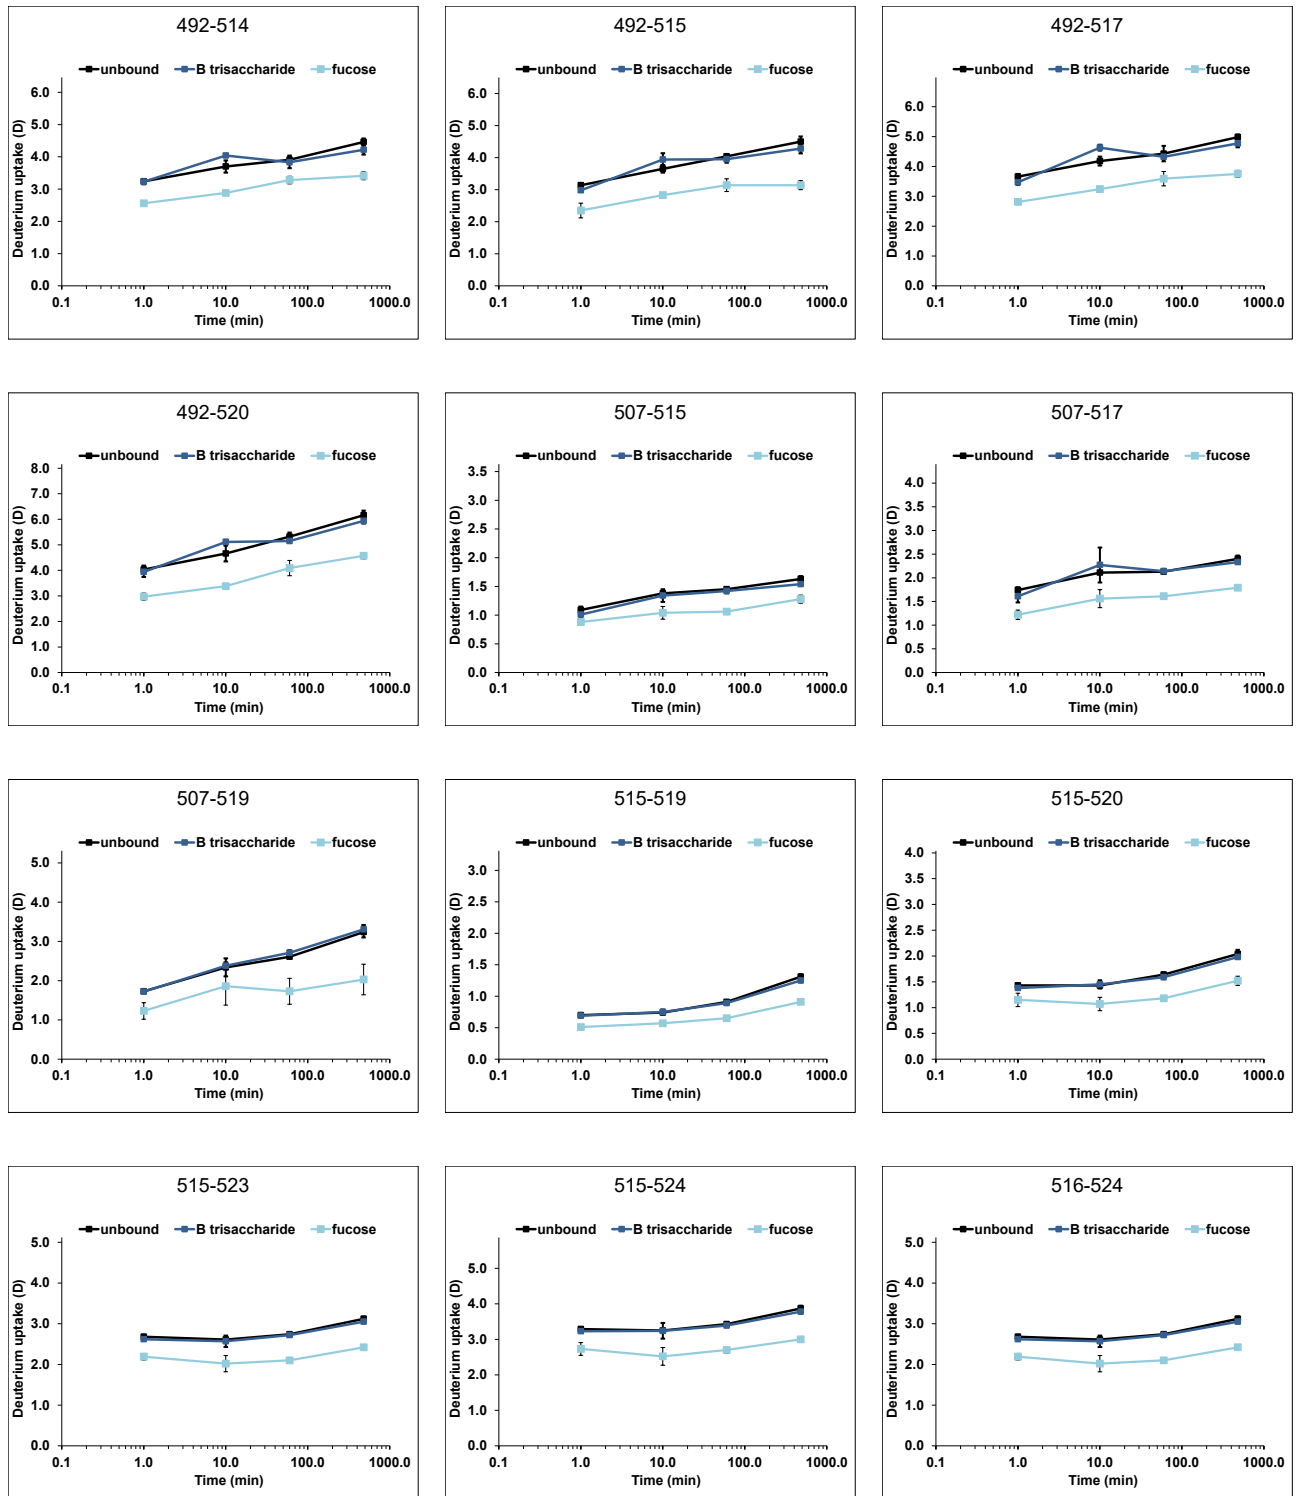 492-514
unbound B trisaccharide fucose
Deuterium uptake (D)
6.0
5.0
4.0
3.0
2.0
1.0
0.0
0.1 1.0 10.0 100.0 1000.0
Time (min)
492-515
unbound B trisaccharide fucose
Deuterium uptake (D)
6.0
5.0
4.0
3.0
2.0
1.0
0.0
0.1 1.0 10.0 100.0 1000.0
Time (min)
492-517
unbound B trisaccharide fucose
Deuterium uptake (D)
6.0
5.0
4.0
3.0
2.0
1.0
0.0
0.1 1.0 10.0 100.0 1000.0
Time (min)
492-520
unbound B trisaccharide fucose
Deuterium uptake (D)
8.0
7.0
6.0
5.0
4.0
3.0
2.0
1.0
0.0
0.1 1.0 10.0 100.0 1000.0
Time (min)
507-515
unbound B trisaccharide fucose
Deuterium uptake (D)
3.5
3.0
2.5
2.0
1.5
1.0
0.5
0.0
0.1 1.0 10.0 100.0 1000.0
Time (min)
507-517
unbound B trisaccharide fucose
Deuterium uptake (D)
4.0
3.5
3.0
2.5
2.0
1.5
1.0
0.5
0.0
0.1 1.0 10.0 100.0 1000.0
Time (min)
507-519
unbound B trisaccharide fucose
Deuterium uptake (D)
5.0
4.0
3.0
2.0
1.0
0.0
0.1 1.0 10.0 100.0 1000.0
Time (min)
515-519
unbound B trisaccharide fucose
Deuterium uptake (D)
3.0
2.5
2.0
1.5
1.0
0.5
0.0
0.1 1.0 10.0 100.0 1000.0
Time (min)
515-520
unbound B trisaccharide fucose
Deuterium uptake (D)
4.0
3.5
3.0
2.5
2.0
1.5
1.0
0.5
0.0
0.1 1.0 10.0 100.0 1000.0
Time (min)
515-523
unbound B trisaccharide fucose
Deuterium uptake (D)
5.0
4.0
3.0
2.0
1.0
0.0
0.1 1.0 10.0 100.0 1000.0
Time (min)
515-524
unbound B trisaccharide fucose
Deuterium uptake (D)
5.0
4.0
3.0
2.0
1.0
0.0
0.1 1.0 10.0 100.0 1000.0
Time (min)
516-524
unbound B trisaccharide fucose
Deuterium uptake (D)
5.0
4.0
3.0
2.0
1.0
0.0
0.1 1.0 10.0 100.0 1000.0
Time (min)